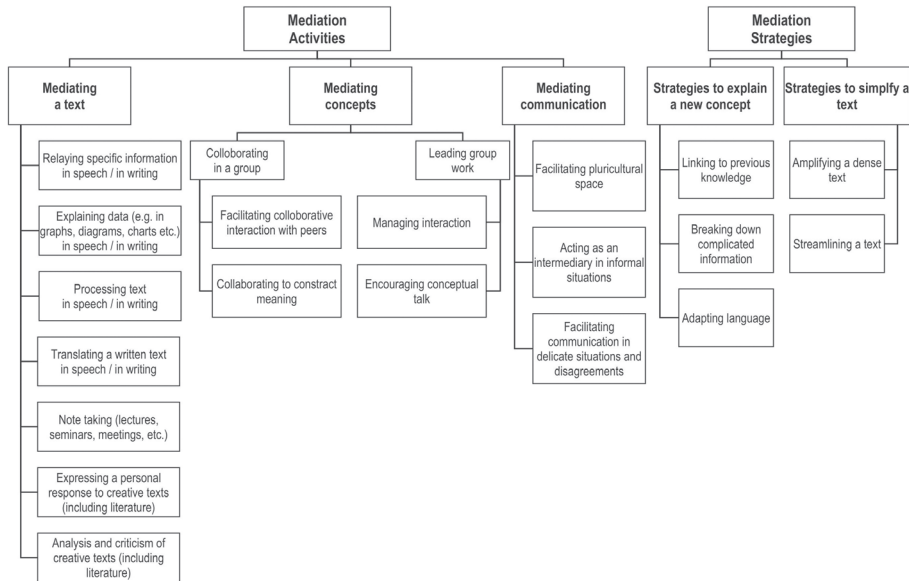 Mediation
Activities
Mediation
Strategies
Mediating
a text
Mediating
concepts
Mediating
communication
Strategies to explain
a new concept
Strategies to simplfy a
text
Relaying specific information
in speech / in writing
Explaining data (e.g. in
graphs, diagrams, charts etc.)
in speech / in writing
Processing text
in speech / in writing
Translating a written text
in speech / in writing
Note taking (lectures,
seminars, meetings, etc.)
Expressing a personal
response to creative texts
(including literature)
Analysis and criticism of
creative texts (including
literature)
Colloborating
in a group
Facilitating colloborative
interaction with peers
Collaborating to constract
meaning
Leading group
work
Managing interaction
Encouraging conceptual
talk
Facilitating pluricultural
space
Acting as an
intermediary in informal
situations
Facilitating
communication in
delicate situations and
disagreements
Linking to previous
knowledge
Breaking down
complicated
information
Adapting language
Amplifying a dense
text
Streamlining a text